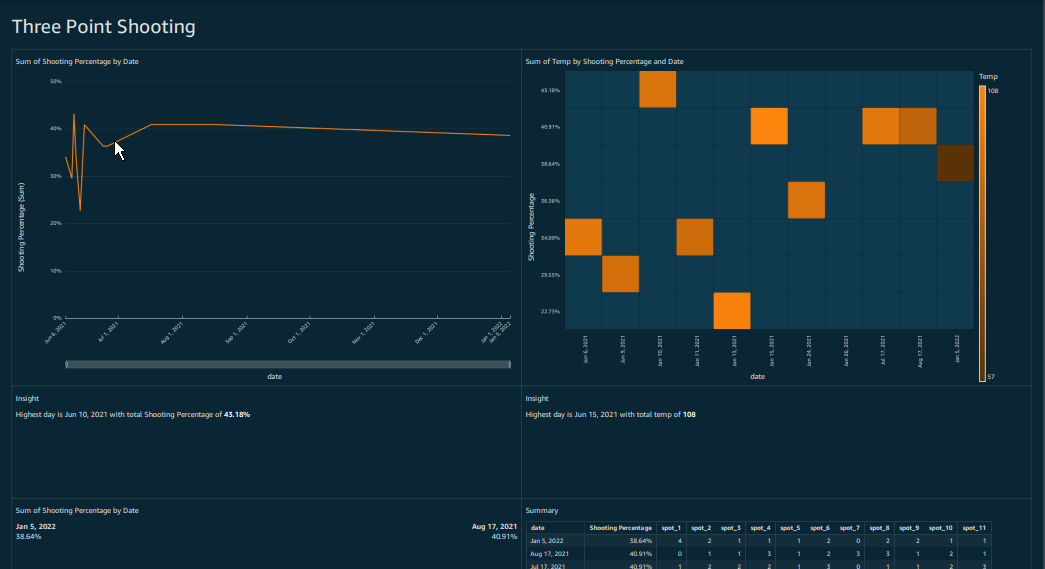 Three Point Shooting
Sum of Shooting Percentage by Date
50%
40%
30%
20%
10%
0%
Shooting Percentage (Sum)
Jun 6, 2021
Jul 1, 2021
Aug 1, 2021
Sep 1, 2021
Oct 1, 2021
Nov 1, 2021
Dec 1, 2021
Jan 1, 2022
Jan 5, 2022
date
Sum of Temp by Shooting Percentage and Date
Shooting Percentage
43.18%
40.91%
38.64%
36.36%
34.09%
29.55%
22.73%
Jun 6, 2021
Jun 9, 2021
Jun 10, 2021
Jun 11, 2021
Jun 13, 2021
Jun 15, 2021
Jun 24, 2021
Jun 26, 2021
Jul 17, 2021
Aug 17, 2021
Jan 5, 2022
date
Temp
108
57
Insight
Highest day is Jun 10, 2021 with total Shooting Percentage of 43.18%
Insight
Highest day is Jun 15, 2021 with total temp of 108
Sum of Shooting Percentage by Date
Jan 5, 2022 Aug 17, 2021
38.64% 40.91%
Summary
date Shooting Percentage spot_1 spot_2 spot_3 spot_4 spot_5 spot_6 spot_7 spot_8 spot_9 spot_10 spot_11
Jan 5, 2022 38.64% 4 2 1 1 1 2 0 2 2 1 1
Aug 17, 2021 40.91% 0 1 1 3 1 2 3 3 1 2 1
Jul 17, 2021 40.91% 1 2 2 2 1 3 0 1 1 2 3